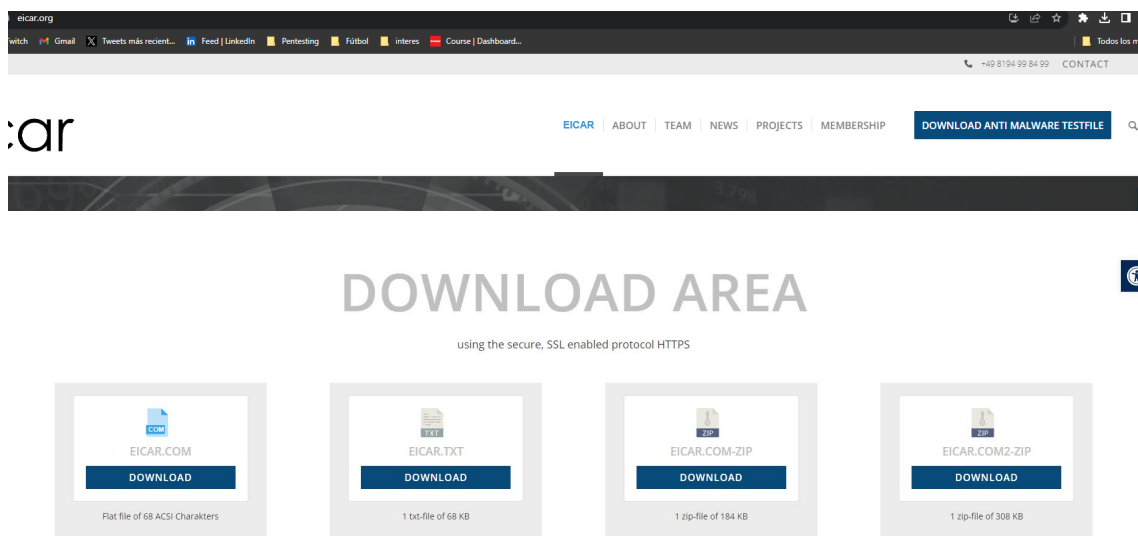 eicar.org
Twitch Gmail Tweets más recient... Feed | LinkedIn Pentesting Fútbol interes Course | Dashboard... Todos los m
+49 8194 99 84 99 CONTACT
car
EICAR ABOUT TEAM NEWS PROJECTS MEMBERSHIP DOWNLOAD ANTI MALWARE TESTFILE
3.798
DOWNLOAD AREA
using the secure, SSL enabled protocol HTTPS
COM TXT ZIP ZIP
EICAR.COM EICAR.TXT EICAR.COM-ZIP EICAR.COM2-ZIP
DOWNLOAD DOWNLOAD DOWNLOAD DOWNLOAD
Flat file of 68 ACSI Charakters 1 txt-file of 68 KB 1 zip-file of 184 KB 1 zip-file of 308 KB